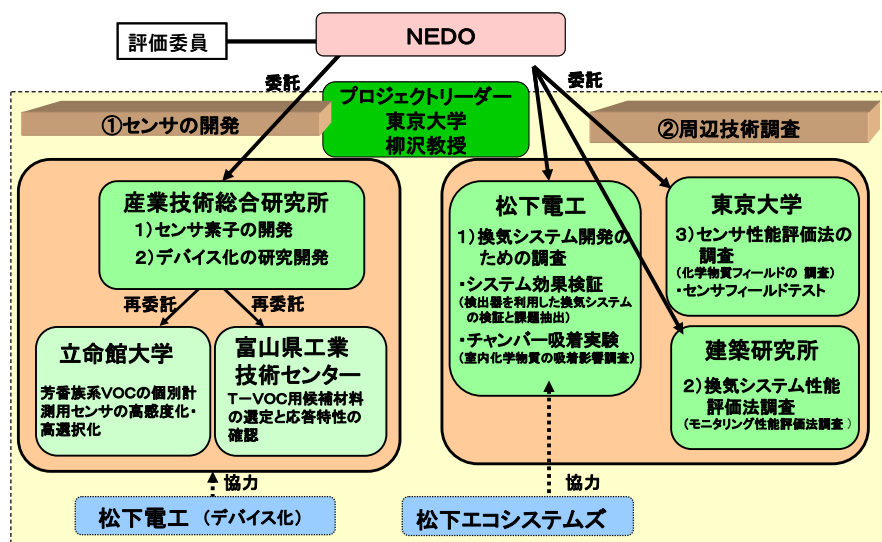 NEDO
評価委員
委託
委託
プロジェクトリーダー
東京大学
柳沢教授
①センサの開発
②周辺技術調査
産業技術総合研究所
1)センサ素子の開発
2)デバイス化の研究開発
再委託
再委託
立命館大学
芳香族系VOCの個別計
測用センサの高感度化・
高選択化
富山県工業
技術センター
T-VOC用候補材料
の選定と応答特性の
確認
松下電工
1)換気システム開発の
ための調査
・システム効果検証
(検出器を利用した換気システム
の検証と課題抽出)
・チャンバー吸着実験
(室内化学物質の吸着影響調査)
東京大学
3)センサ性能評価法の
調査
(化学物質フィールドの 調査)
・センサフィールドテスト
建築研究所
2)換気システム性能
評価法調査
(モニタリング性能評価法調査 )
協力
協力
松下電工 (デバイス化)
松下エコシステムズ